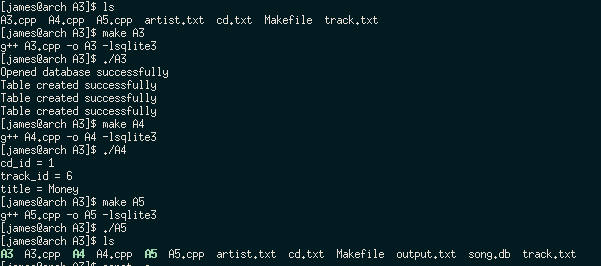 [james@arch A3]$ ls
A3.cpp A4.cpp A5.cpp artist.txt cd.txt Makefile track.txt
[james@arch A3]$ make A3
g++ A3.cpp -o A3 -lsqlite3
[james@arch A3]$ ./A3
Opened database successfully
Table created successfully
Table created successfully
Table created successfully
[james@arch A3]$ make A4
g++ A4.cpp -o A4 -lsqlite3
[james@arch A3]$ ./A4
cd_id = 1
track_id = 6
title = Money
[james@arch A3]$ make A5
g++ A5.cpp -o A5 -lsqlite3
[james@arch A3]$ ./A5
[james@arch A3]$ ls
A3 A3.cpp A4 A4.cpp A5 A5.cpp artist.txt cd.txt Makefile output.txt song.db track.txt
[james@arch A3]$